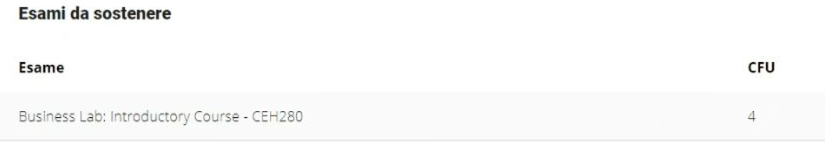 Esami da sostenere
Esame CFU
Business Lab: Introductory Course - CEH280 4